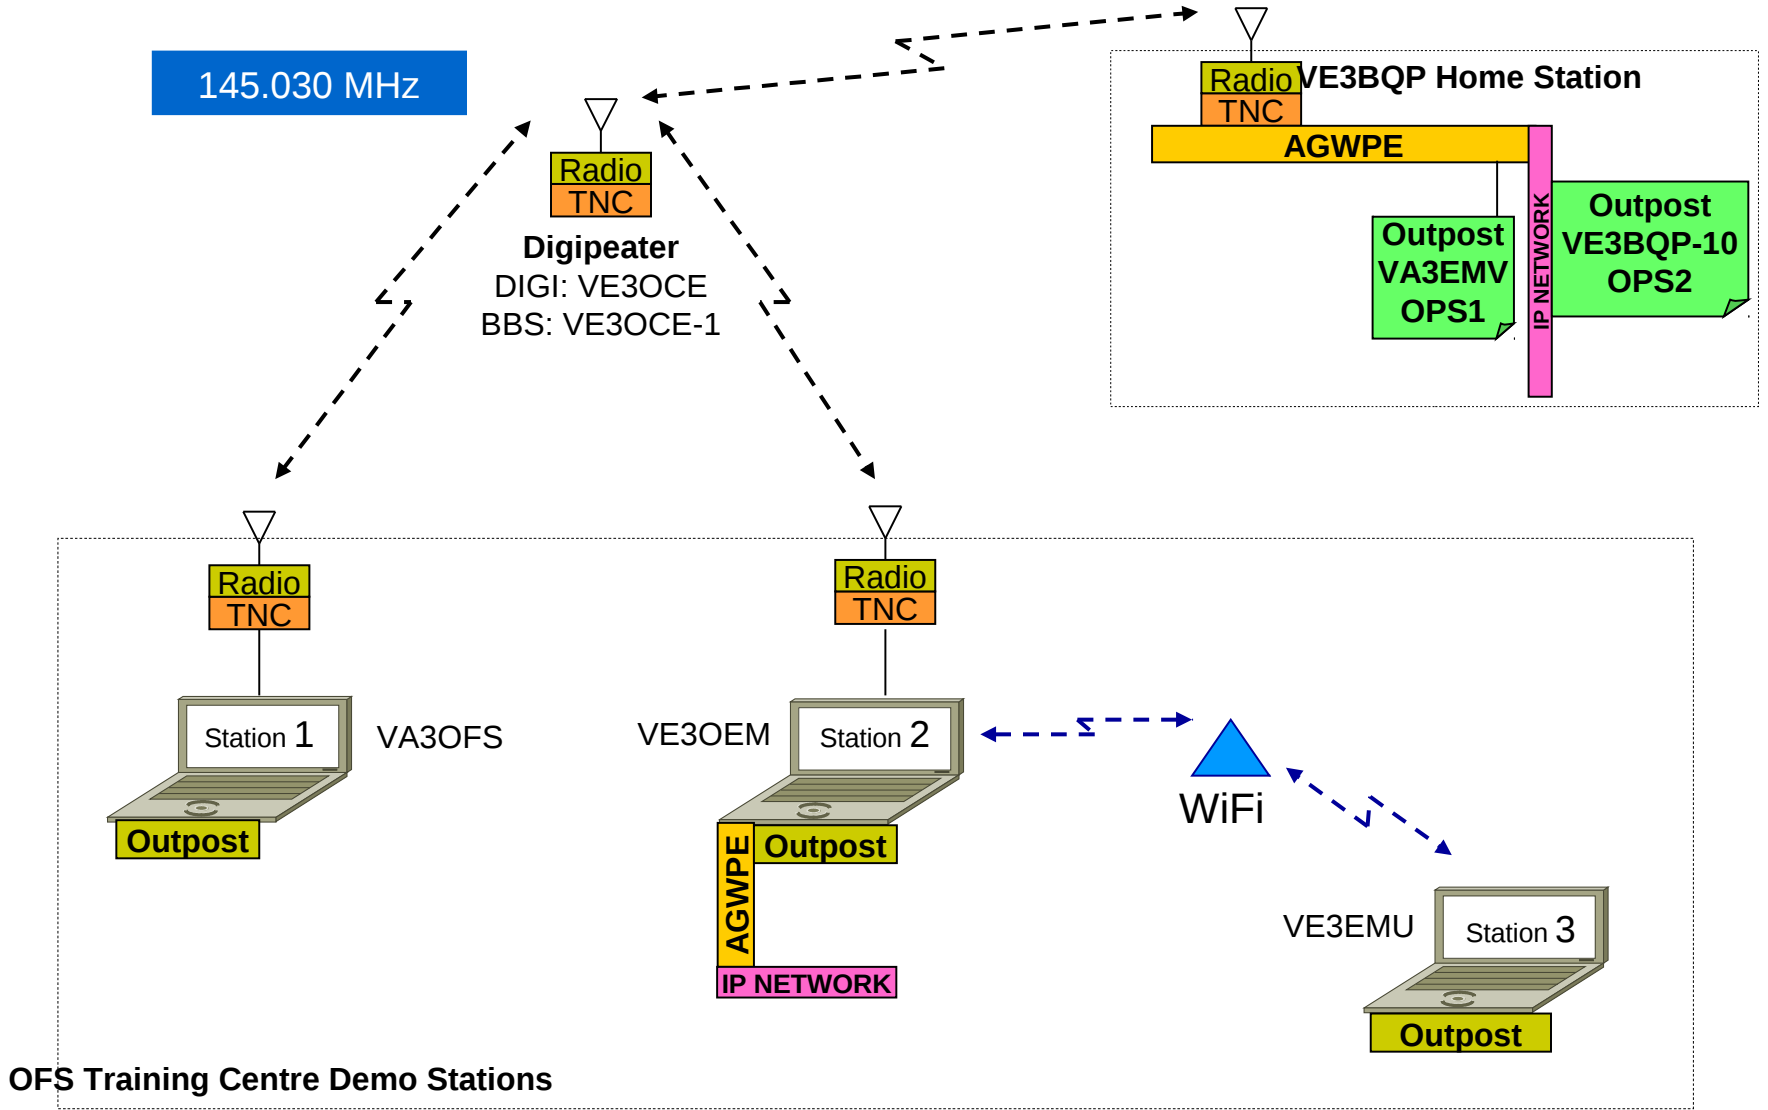 145.030 MHz
Radio
TNC
VE3BQP Home Station
AGWPE
IP NETWORK
Outpost
VA3EMV
OPS1
Outpost
VE3BQP-10
OPS2
Radio
TNC
Digipeater
DIGI: VE3OCE
BBS: VE3OCE-1
Radio
TNC
Station 1
VA3OFS
Outpost
Radio
TNC
VE3OEM
Station 2
Outpost
AGWPE
IP NETWORK
WiFi
VE3EMU
Station 3
Outpost
OFS Training Centre Demo Stations